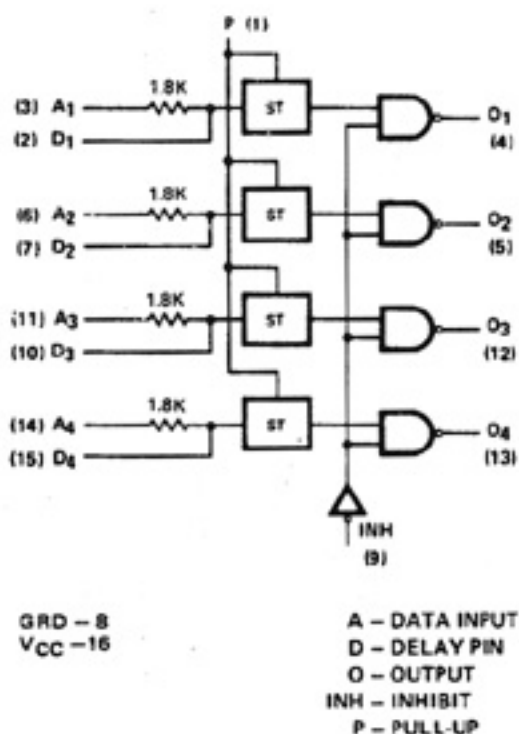 P (1)
1.8K
(3) A1
ST
O1
(2) D1
(4)
1.8K
(6) A2
ST
O2
(7) D2
(5)
1.8K
(11) A3
ST
O3
(10) D3
(12)
1.8K
(14) A4
ST
O4
(15) D4
(13)
INH
(9)
GRD – 8
VCC –16
A – DATA INPUT
D – DELAY PIN
O – OUTPUT
INH – INHIBIT
P – PULL-UP